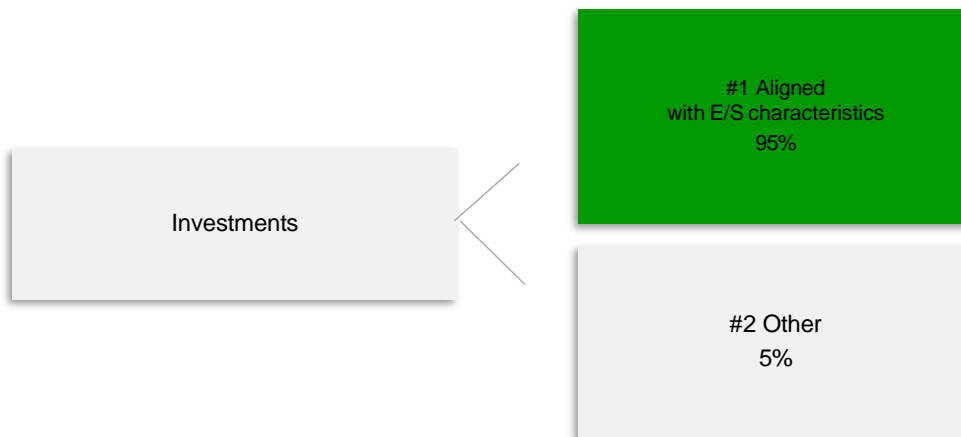 #1 Aligned
with E/S characteristics
95%
Investments
#2 Other
5%